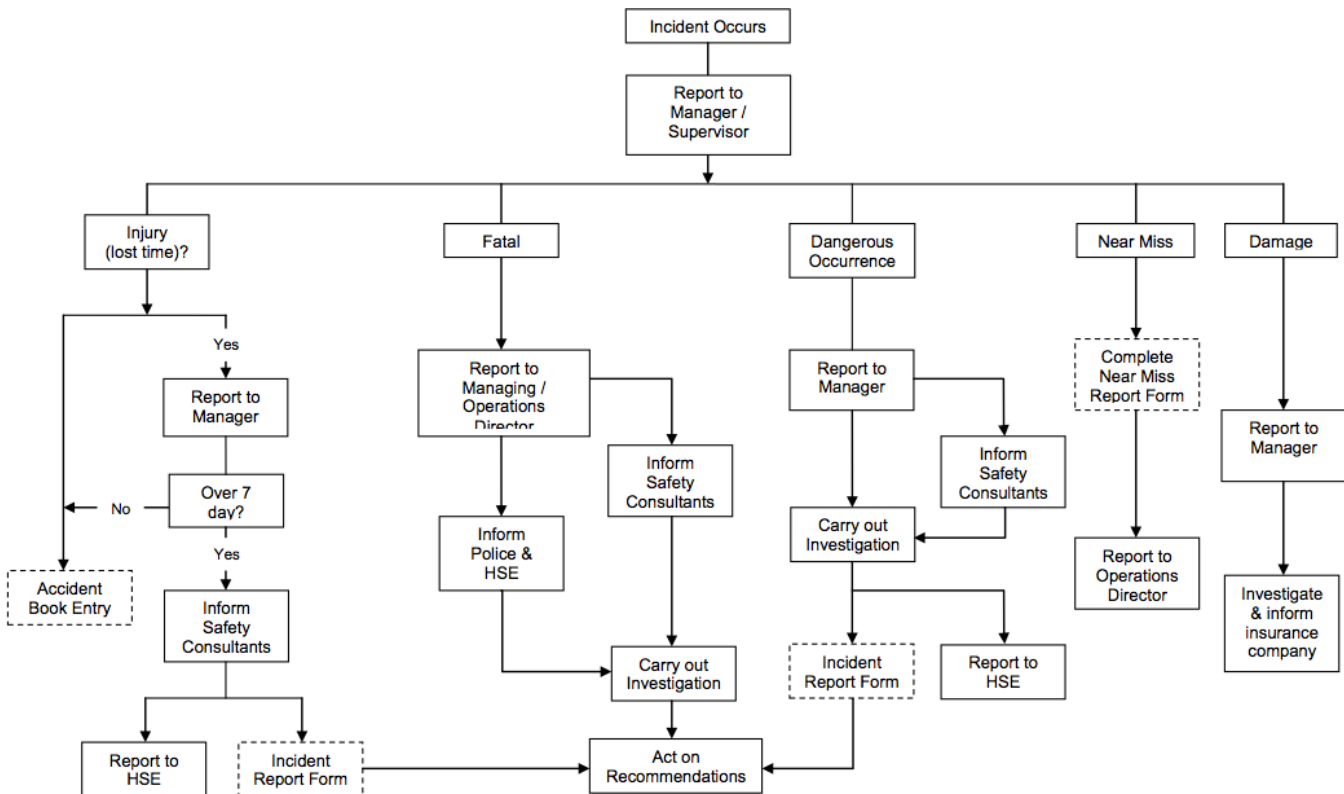 Incident Occurs
Report to
Manager /
Supervisor
Injury
(lost time)?
Fatal
Dangerous
Occurrence
Near Miss
Damage
Yes
Report to
Manager
Over 7
day?
No
Yes
Accident
Book Entry
Inform
Safety
Consultants
Report to
HSE
Incident
Report Form
Report to
Managing /
Operations
Director
Inform
Safety
Consultants
Inform
Police &
HSE
Carry out
Investigation
Act on
Recommendations
Report to
Manager
Inform
Safety
Consultants
Carry out
Investigation
Incident
Report Form
Report to
HSE
Complete
Near Miss
Report Form
Report to
Operations
Director
Report to
Manager
Investigate
& inform
insurance
company